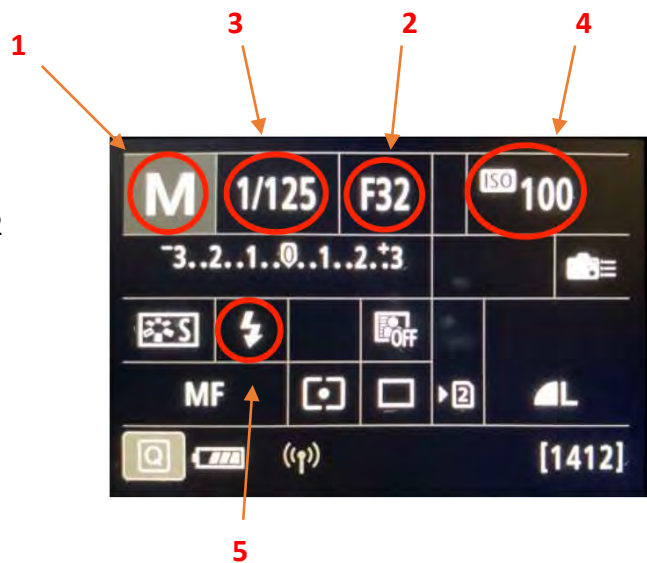 3 2 4
1
M 1/125 F32 ISO 100
-3..2..1..0..1..2.+3
S OFF
MF 2 L
Q [1412]
5